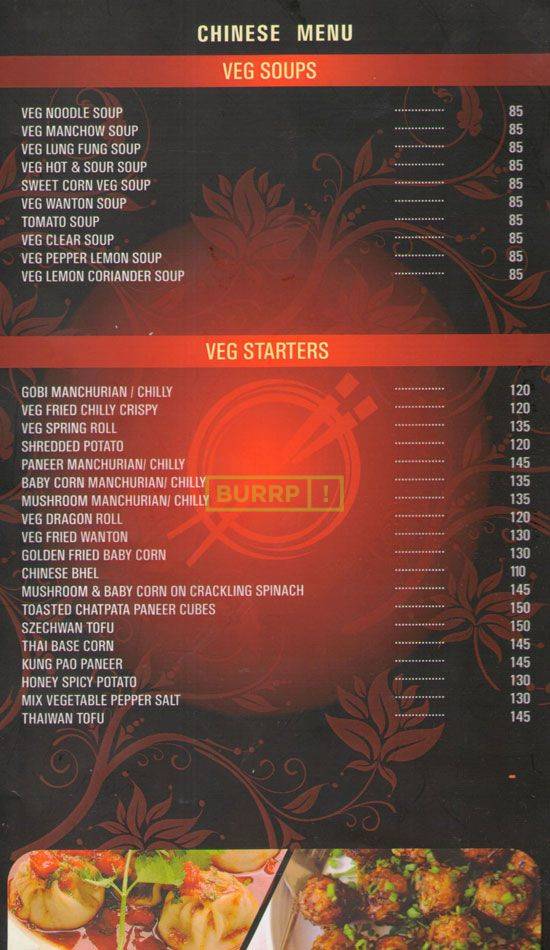 CHINESE MENU
VEG SOUPS
VEG NOODLE SOUP ............... 85
VEG MANCHOW SOUP ............... 85
VEG LUNG FUNG SOUP ............... 85
VEG HOT & SOUR SOUP ............... 85
SWEET CORN VEG SOUP ............... 85
VEG WANTON SOUP ............... 85
TOMATO SOUP ............... 85
VEG CLEAR SOUP ............... 85
VEG PEPPER LEMON SOUP ............... 85
VEG LEMON CORIANDER SOUP ............... 85
VEG STARTERS
GOBI MANCHURIAN / CHILLY ............... 120
VEG FRIED CHILLY CRISPY ............... 120
VEG SPRING ROLL ............... 135
SHREDDED POTATO ............... 120
PANEER MANCHURIAN/ CHILLY ............... 145
BABY CORN MANCHURIAN/ CHILLY ............... 135
MUSHROOM MANCHURIAN/ CHILLY ............... 135
BURRP!
VEG DRAGON ROLL ............... 120
VEG FRIED WANTON ............... 130
GOLDEN FRIED BABY CORN ............... 130
CHINESE BHEL ............... 110
MUSHROOM & BABY CORN ON CRACKLING SPINACH ............... 145
TOASTED CHATPATA PANEER CUBES ............... 150
SZECHWAN TOFU ............... 150
THAI BASE CORN ............... 145
KUNG PAO PANEER ............... 145
HONEY SPICY POTATO ............... 130
MIX VEGETABLE PEPPER SALT ............... 130
THAIWAN TOFU ............... 145